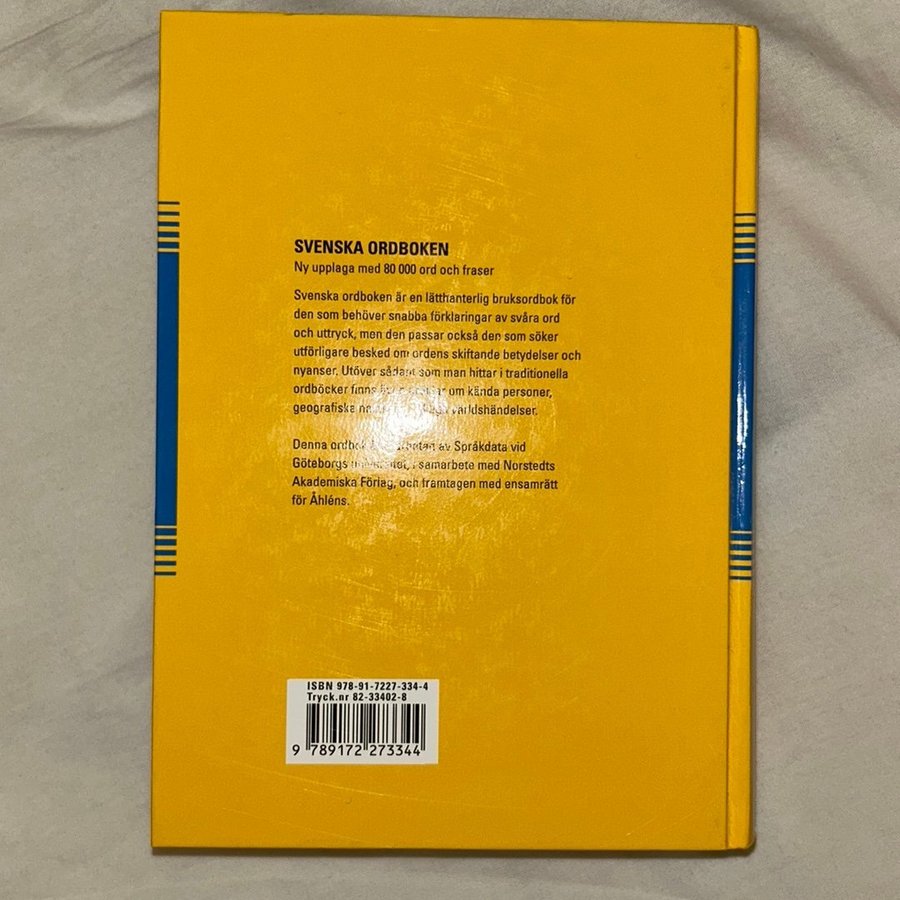 SVENSKA ORDBOKEN
Ny upplaga med 80 000 ord och fraser
Svenska ordboken är en lätthanterlig bruksordbok för
den som behöver snabba förklaringar av svåra ord
och uttryck, men den passar också den som söker
utförligare besked om ordens skiftande betydelser och
nyanser. Utöver sådant som man hittar i traditionella
ordböcker finns om kända personer,
geografiska världshändelser.
Denna ordbok av Språkdata vid
Göteborgs universitet, i samarbete med Norstedts
Akademiska Förlag, och framtagen med ensamrätt
för Åhléns.
ISBN 978-91-7227-334-4
Tryck.nr 82-33402-8
9 789172 273344